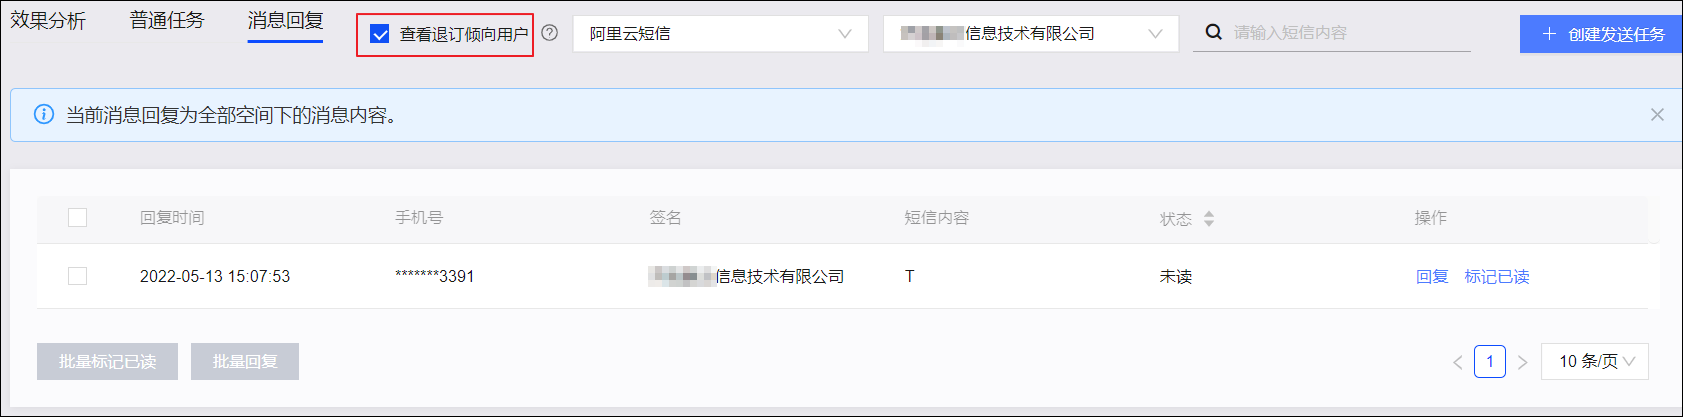 效果分析 普通任务 消息回复 查看退订倾向用户 阿里云短信 信息技术有限公司 请输入短信内容 创建发送任务
当前消息回复为全部空间下的消息内容。
回复时间 手机号 签名 短信内容 状态 操作
2022-05-13 15:07:53 *******3391 信息技术有限公司 T 未读 回复 标记已读
批量标记已读 批量回复 1 10 条/页